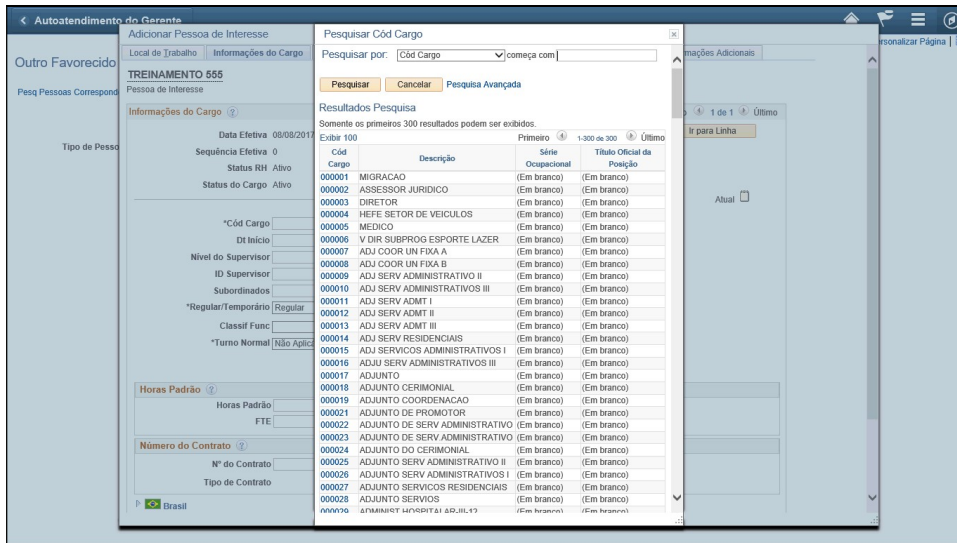 Autoatendimento do Gerente
Personalizar Página
Outro Favorecido
Pesq Pessoas
Tipo de
Adicionar Pessoa de Interesse
Local de Trabalho Informações do Cargo
Adicionais
TREINAMENTO 555
Pessoa de Interesse
Informações do Cargo
1 de 1 Último
Data Efetiva 08/08/2017
Ir para Linha
Sequência Efetiva 0
Status RH Ativo
Status do Cargo Ativo
Atual
*Cód Cargo
Dt Início
Nível do Supervisor
ID Supervisor
Subordinados
*Regular/Temporário Regular
Classif Func
*Turno Normal Não
Horas Padrão
Horas Padrão
FTE
Número do Contrato
Nº do Contrato
Tipo de Contrato
Brasil
Pesquisar Cód Cargo
Pesquisar por: Cód Cargo começa com
Pesquisar Cancelar Pesquisa Avançada
Resultados Pesquisa
Somente os primeiros 300 resultados podem ser exibidos.
Exibir 100 Primeiro 1-300 de 300 Último
Cód Cargo Descrição Série Ocupacional Título Oficial da Posição
000001 MIGRACAO (Em branco) (Em branco)
000002 ASSESSOR JURIDICO (Em branco) (Em branco)
000003 DIRETOR (Em branco) (Em branco)
000004 HEFE SETOR DE VEICULOS (Em branco) (Em branco)
000005 MEDICO (Em branco) (Em branco)
000006 V DIR SUBPROG ESPORTE LAZER (Em branco) (Em branco)
000007 ADJ COOR UN FIXA A (Em branco) (Em branco)
000008 ADJ COOR UN FIXA B (Em branco) (Em branco)
000009 ADJ SERV ADMINISTRATIVO II (Em branco) (Em branco)
000010 ADJ SERV ADMINISTRATIVOS III (Em branco) (Em branco)
000011 ADJ SERV ADMT I (Em branco) (Em branco)
000012 ADJ SERV ADMT II (Em branco) (Em branco)
000013 ADJ SERV ADMT III (Em branco) (Em branco)
000014 ADJ SERV RESIDENCIAIS (Em branco) (Em branco)
000015 ADJ SERVICOS ADMINISTRATIVOS I (Em branco) (Em branco)
000016 ADJU SERV ADMINISTRATIVOS III (Em branco) (Em branco)
000017 ADJUNTO (Em branco) (Em branco)
000018 ADJUNTO CERIMONIAL (Em branco) (Em branco)
000019 ADJUNTO COORDENACAO (Em branco) (Em branco)
000021 ADJUNTO DE PROMOTOR (Em branco) (Em branco)
000022 ADJUNTO DE SERV ADMINISTRATIVO (Em branco) (Em branco)
000023 ADJUNTO DE SERV ADMINISTRATIVO (Em branco) (Em branco)
000024 ADJUNTO DO CERIMONIAL (Em branco) (Em branco)
000025 ADJUNTO SERV ADMINISTRATIVO II (Em branco) (Em branco)
000026 ADJUNTO SERV ADMINISTRATIVOS I (Em branco) (Em branco)
000027 ADJUNTO SERVICOS RESIDENCIAIS (Em branco) (Em branco)
000028 ADJUNTO SERVIOS (Em branco) (Em branco)
000029 ADMINIST HOSPITALAR-III-12 (Em branco) (Em branco)